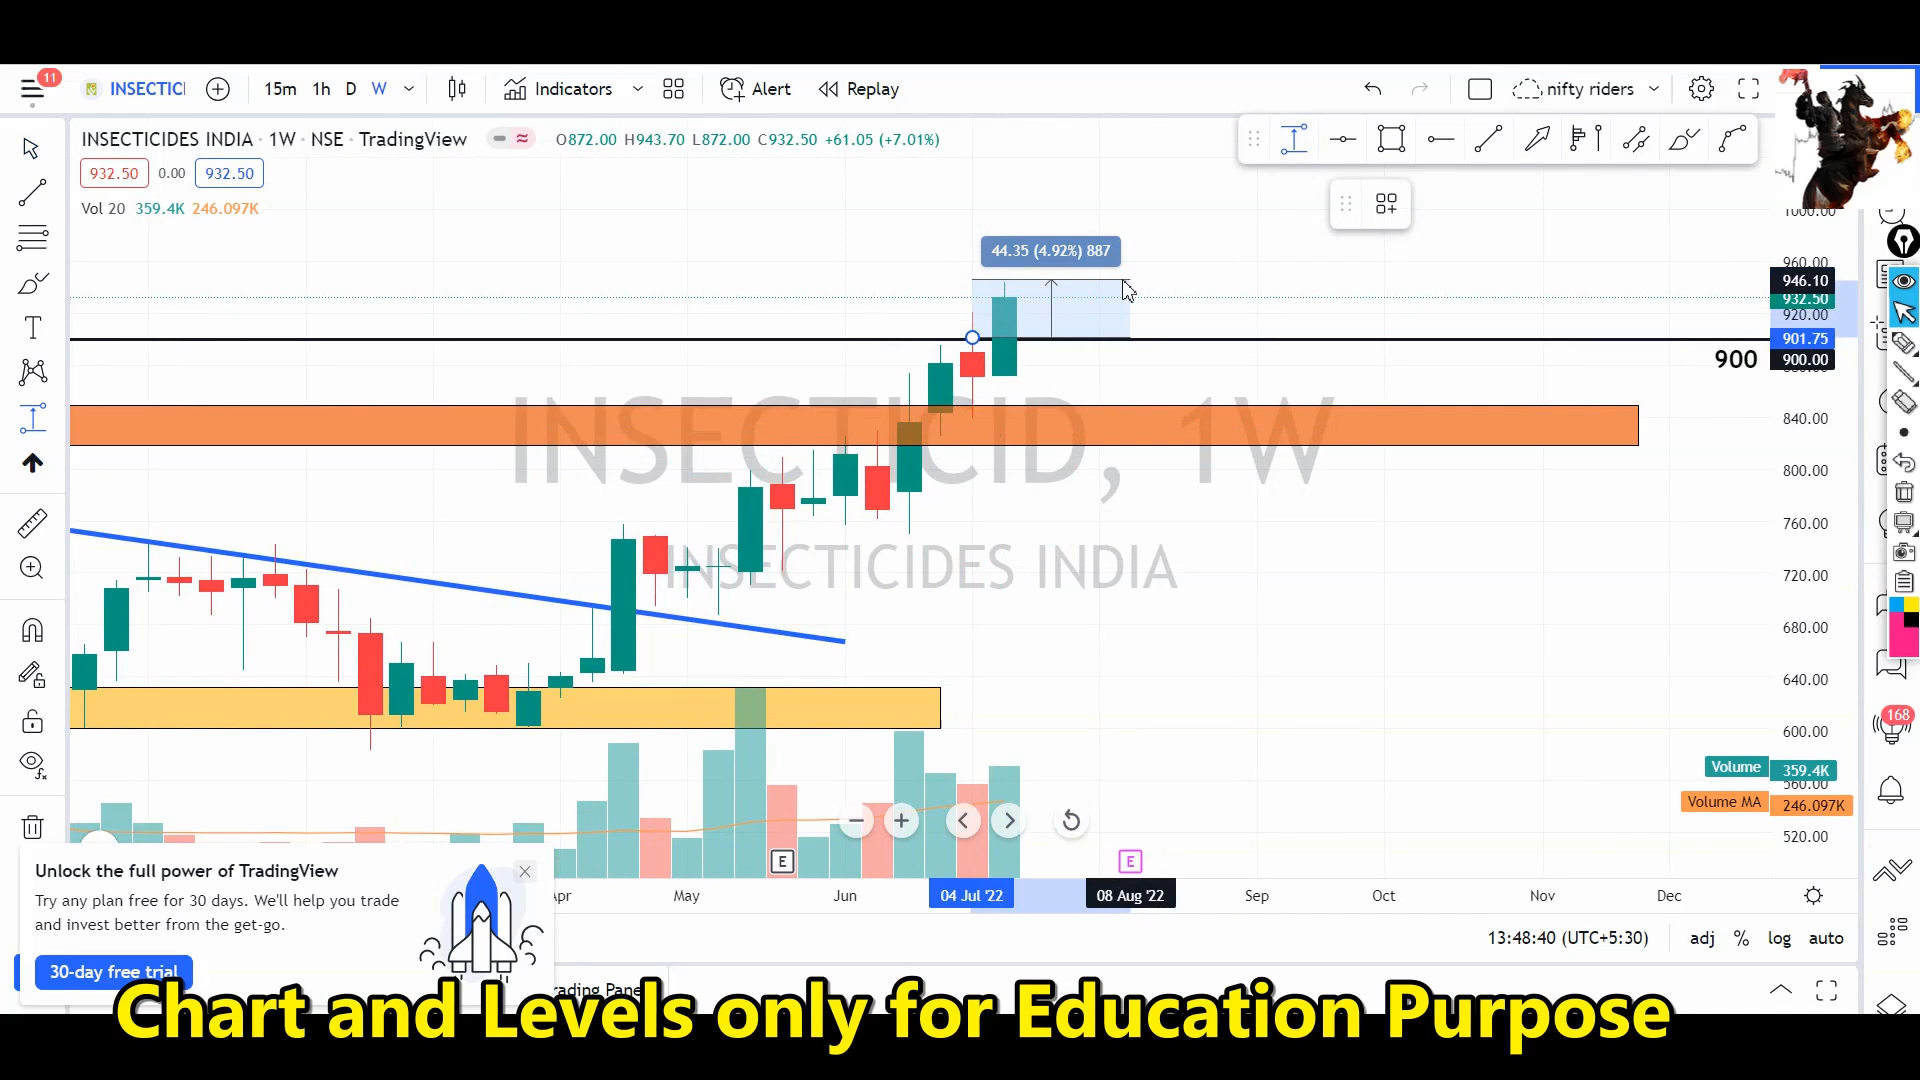 11
INSECTICI
15m 1h D W
Indicators
Alert
Replay
nifty riders
INSECTICIDES INDIA · 1W · NSE · TradingView
O872.00 H943.70 L872.00 C932.50 +61.05 (+7.01%)
932.50 0.00 932.50
Vol 20 359.4K 246.097K
1000.00
44.35 (4.92%) 887
960.00
946.10
932.50
920.00
901.75
900
900.00
INSECTICID, 1W
840.00
800.00
760.00
INSECTICIDES INDIA
720.00
680.00
640.00
168
600.00
Volume 359.4K
560.00
Volume MA 246.097K
520.00
E
E
Unlock the full power of TradingView
Try any plan free for 30 days. We'll help you trade
and invest better from the get-go.
30-day free trial
May Jun 04 Jul '22 08 Aug '22 Sep Oct Nov Dec
13:48:40 (UTC+5:30) adj % log auto
Chart and Levels only for Education Purpose